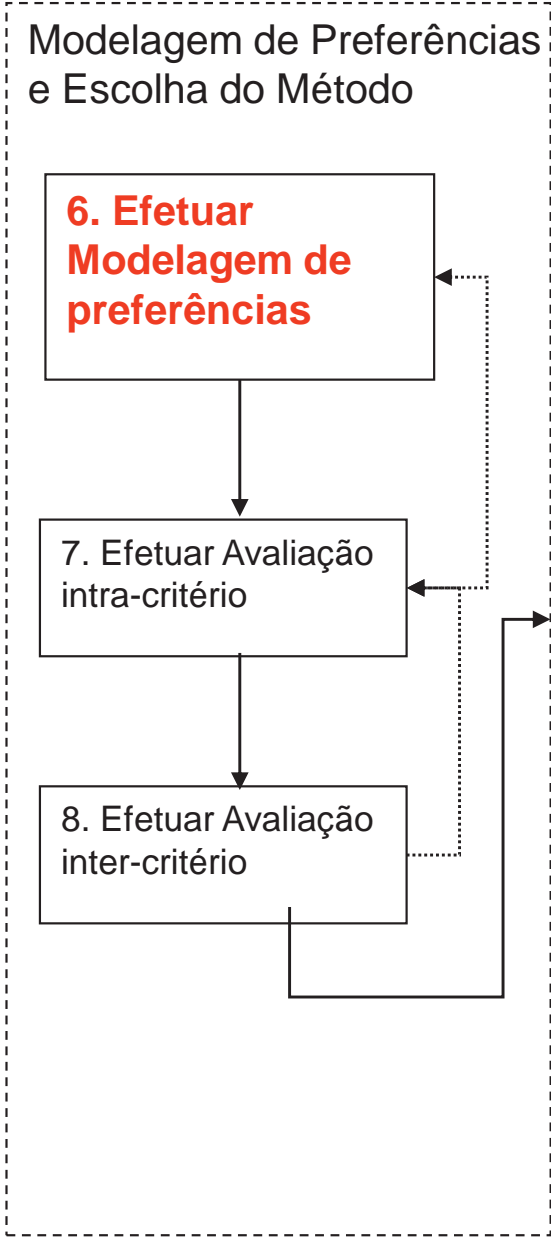 Modelagem de Preferências
e Escolha do Método
6. Efetuar
Modelagem de
preferências
7. Efetuar Avaliação
intra-critério
8. Efetuar Avaliação
inter-critério